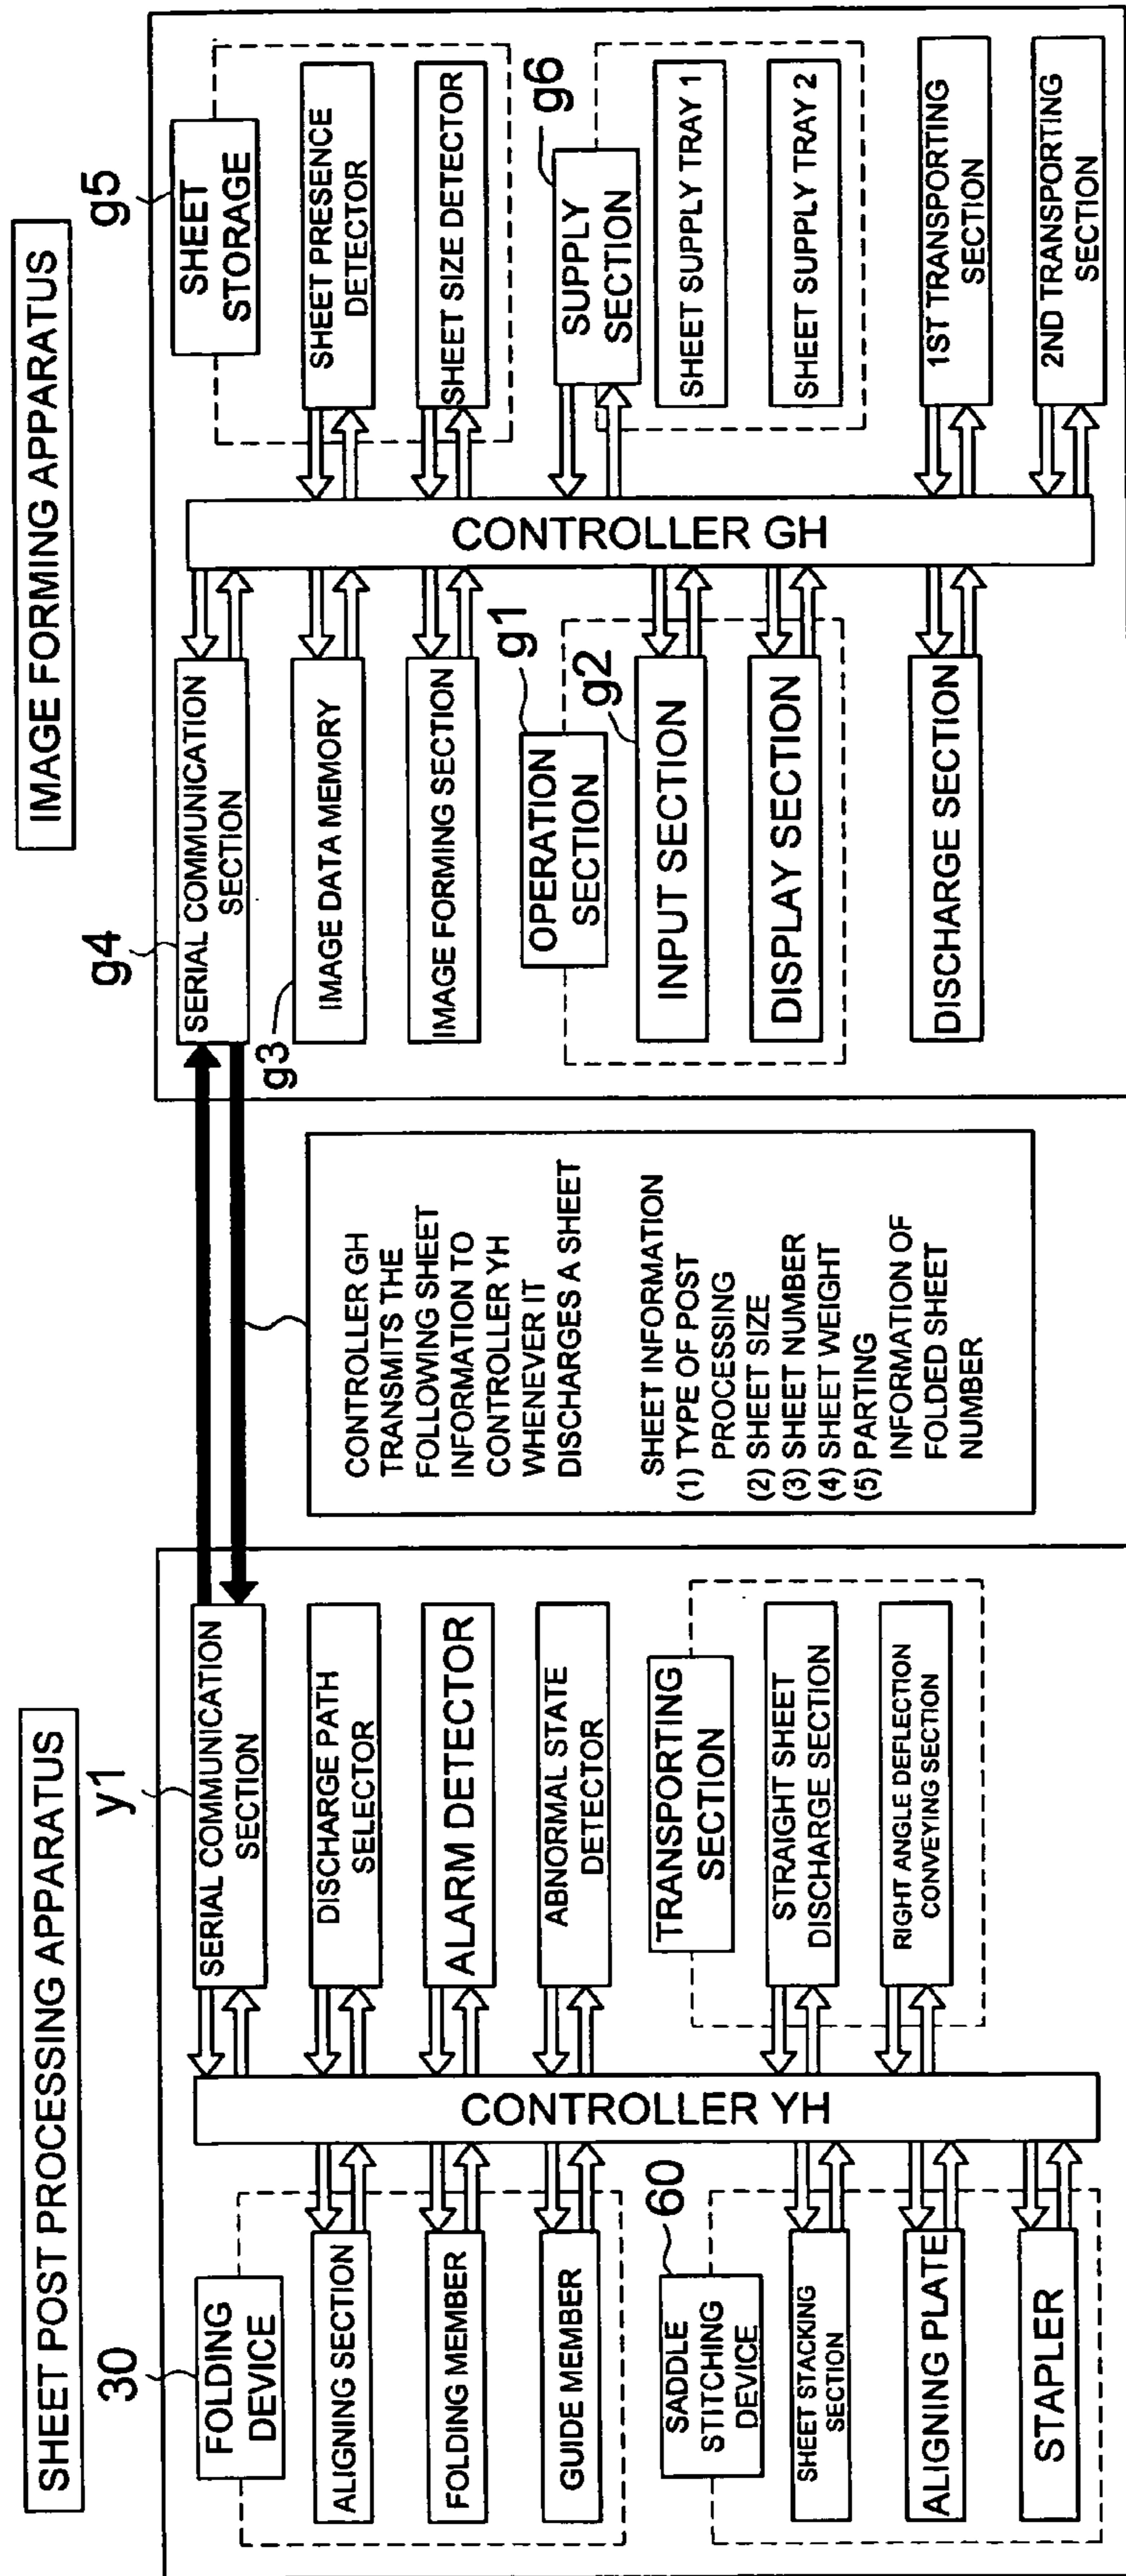 SHEET POST PROCESSING APPARATUS
30
FOLDING
DEVICE
ALIGNING SECTION
FOLDING MEMBER
GUIDE MEMBER
60
SADDLE
STITCHING
DEVICE
SHEET STACKING
SECTION
ALIGNING PLATE
STAPLER
CONTROLLER YH
y1
SERIAL COMMUNICATION
SECTION
DISCHARGE PATH
SELECTOR
ALARM DETECTOR
ABNORMAL STATE
DETECTOR
TRANSPORTING
SECTION
STRAIGHT SHEET
DISCHARGE SECTION
RIGHT ANGLE DEFLECTION
CONVEYING SECTION
CONTROLLER GH
TRANSMITS THE
FOLLOWING SHEET
INFORMATION TO
CONTROLLER YH
WHENEVER IT
DISCHARGES A SHEET
SHEET INFORMATION
(1) TYPE OF POST
PROCESSING
(2) SHEET SIZE
(3) SHEET NUMBER
(4) SHEET WEIGHT
(5) PARTING
INFORMATION OF
FOLDED SHEET
NUMBER
IMAGE FORMING APPARATUS
g4
SERIAL COMMUNICATION
SECTION
g3
IMAGE DATA MEMORY
IMAGE FORMING SECTION
g1
OPERATION
SECTION
g2
INPUT SECTION
DISPLAY SECTION
DISCHARGE SECTION
CONTROLLER GH
g5
SHEET
STORAGE
SHEET PRESENCE
DETECTOR
SHEET SIZE DETECTOR
g6
SUPPLY
SECTION
SHEET SUPPLY TRAY 1
SHEET SUPPLY TRAY 2
1ST TRANSPORTING
SECTION
2ND TRANSPORTING
SECTION